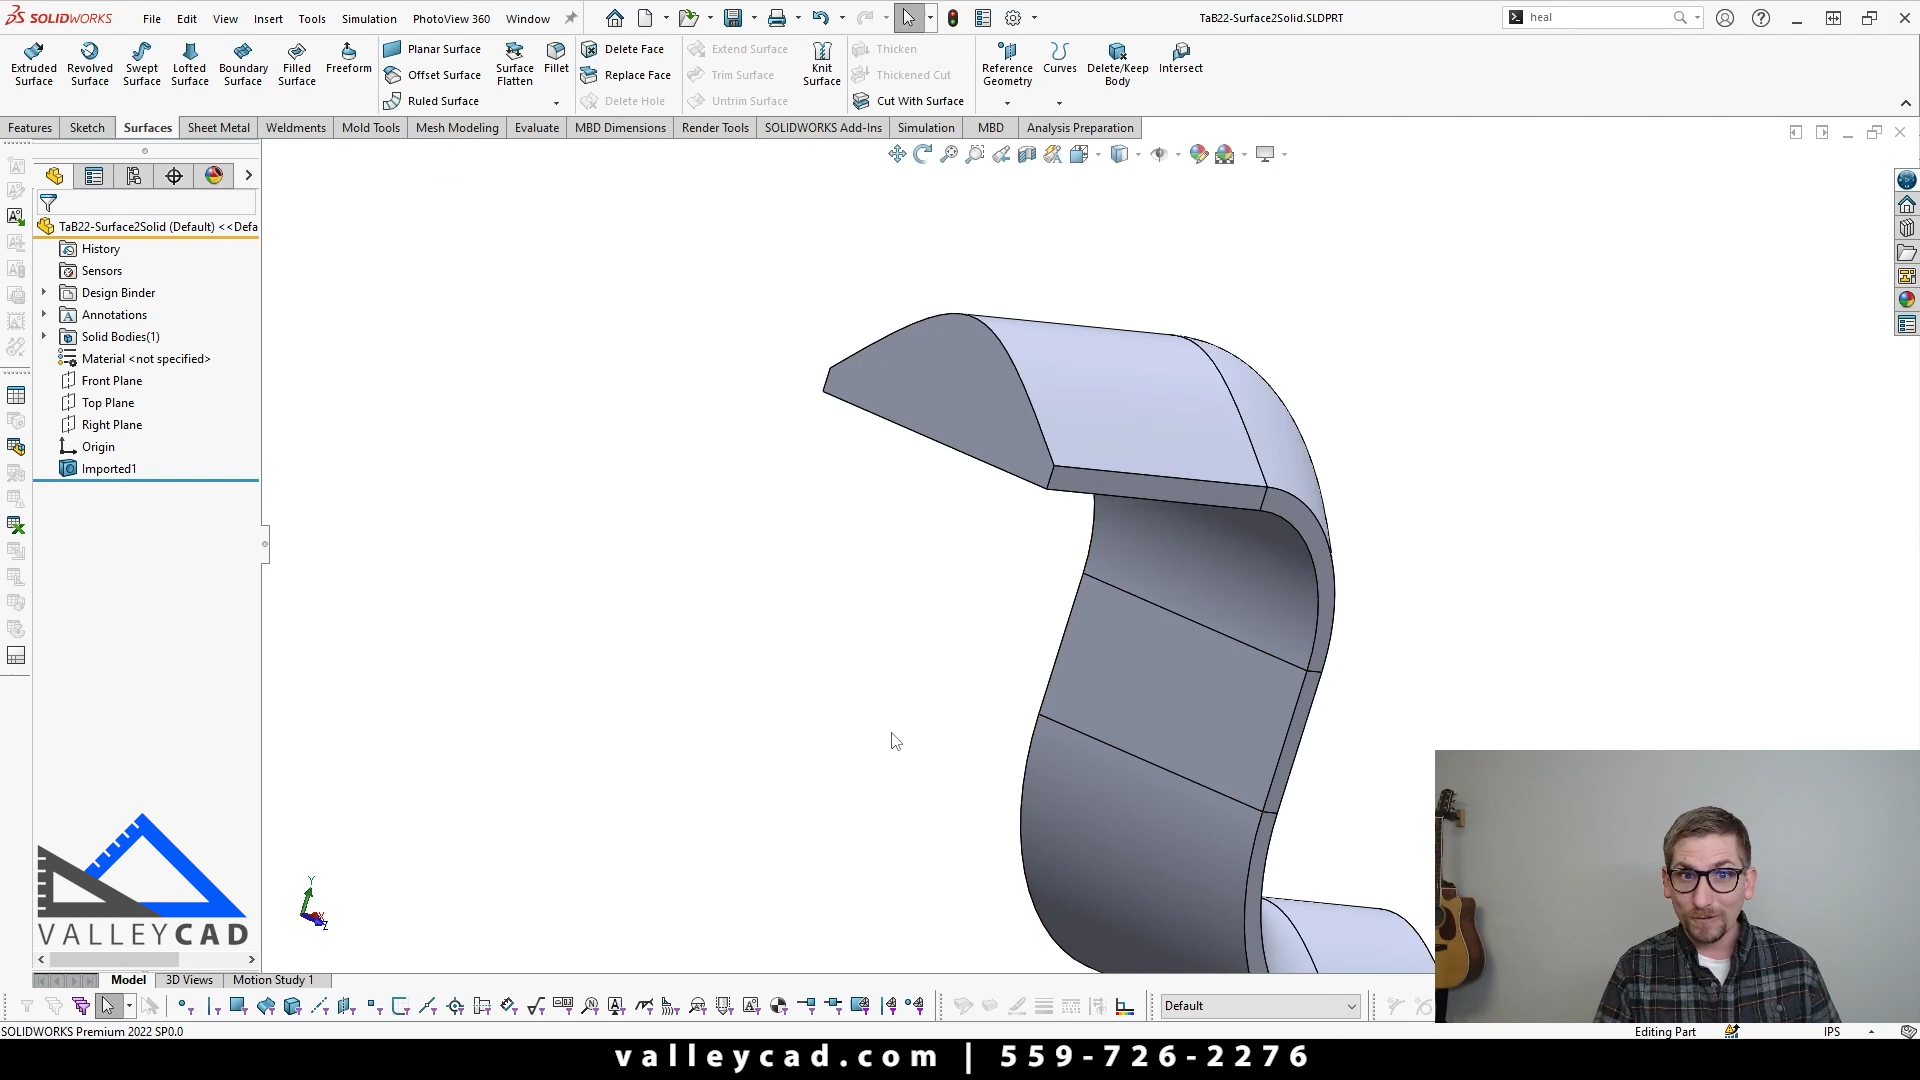 SOLIDWORKS
File
Edit
View
Insert
Tools
Simulation
PhotoView 360
Window
TaB22-Surface2Solid.SLDPRT
heal
Extruded
Surface
Revolved
Surface
Swept
Surface
Lofted
Surface
Boundary
Surface
Filled
Surface
Freeform
Planar Surface
Offset Surface
Ruled Surface
Surface
Flatten
Fillet
Delete Face
Replace Face
Delete Hole
Extend Surface
Trim Surface
Untrim Surface
Knit
Surface
Thicken
Thickened Cut
Cut With Surface
Reference
Geometry
Curves
Delete/Keep
Body
Intersect
Features
Sketch
Surfaces
Sheet Metal
Weldments
Mold Tools
Mesh Modeling
Evaluate
MBD Dimensions
Render Tools
SOLIDWORKS Add-Ins
Simulation
MBD
Analysis Preparation
TaB22-Surface2Solid (Default) <<Defa
History
Sensors
Design Binder
Annotations
Solid Bodies(1)
Material <not specified>
Front Plane
Top Plane
Right Plane
Origin
Imported1
VALLEYCAD
Y
Z
Model
3D Views
Motion Study 1
Default
SOLIDWORKS Premium 2022 SP0.0
Editing Part
IPS
valleycad.com | 559-726-2276